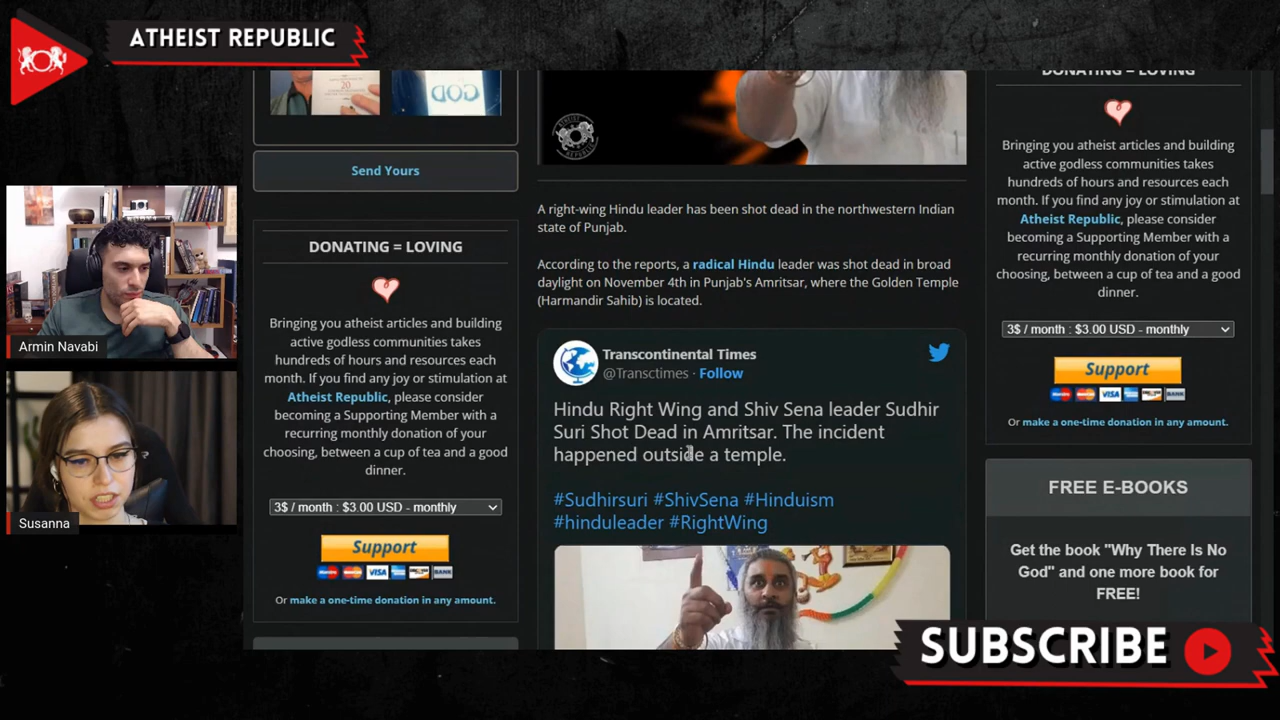 ATHEIST REPUBLIC
Armin Navabi
Susanna
GOD
Send Yours
DONATING = LOVING
Bringing you atheist articles and building
active godless communities takes
hundreds of hours and resources each
month. If you find any joy or stimulation at
Atheist Republic, please consider
becoming a Supporting Member with a
recurring monthly donation of your
choosing, between a cup of tea and a good
dinner.
3$ / month : $3.00 USD - monthly
Support
VISA
BANK
Or make a one-time donation in any amount.
A right-wing Hindu leader has been shot dead in the northwestern Indian
state of Punjab.
According to the reports, a radical Hindu leader was shot dead in broad
daylight on November 4th in Punjab's Amritsar, where the Golden Temple
(Harmandir Sahib) is located.
Transcontinental Times
@Transctimes · Follow
Hindu Right Wing and Shiv Sena leader Sudhir
Suri Shot Dead in Amritsar. The incident
happened outside a temple.
#Sudhirsuri #ShivSena #Hinduism
#hinduleader #RightWing
DONATING = LOVING
Bringing you atheist articles and building
active godless communities takes
hundreds of hours and resources each
month. If you find any joy or stimulation at
Atheist Republic, please consider
becoming a Supporting Member with a
recurring monthly donation of your
choosing, between a cup of tea and a good
dinner.
3$ / month : $3.00 USD - monthly
Support
VISA
BANK
Or make a one-time donation in any amount.
FREE E-BOOKS
Get the book "Why There Is No
God" and one more book for
FREE!
SUBSCRIBE